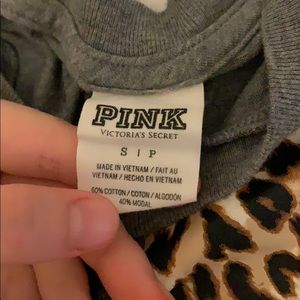 PINK
VICTORIA'S SECRET
S | P
MADE IN VIETNAM / FAIT AU
VIETNAM / HECHO EN VIETNAM
60% COTTON / COTON / ALGODÓN
40% MODAL